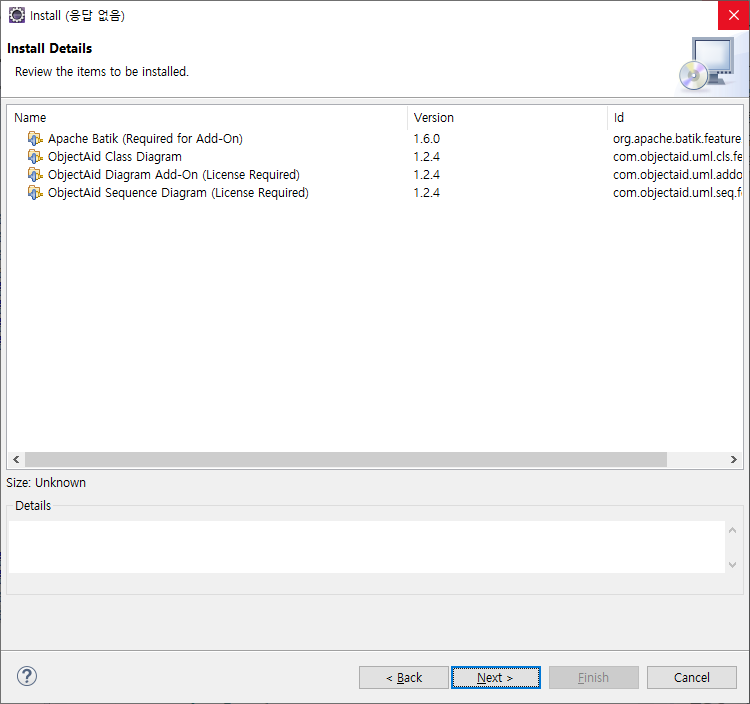 Install (응답 없음)
Install Details
Review the items to be installed.
Name Version Id
Apache Batik (Required for Add-On) 1.6.0 org.apache.batik.feature
ObjectAid Class Diagram 1.2.4 com.objectaid.uml.cls.fe
ObjectAid Diagram Add-On (License Required) 1.2.4 com.objectaid.uml.addo
ObjectAid Sequence Diagram (License Required) 1.2.4 com.objectaid.uml.seq.f
Size: Unknown
Details
? < Back Next > Finish Cancel